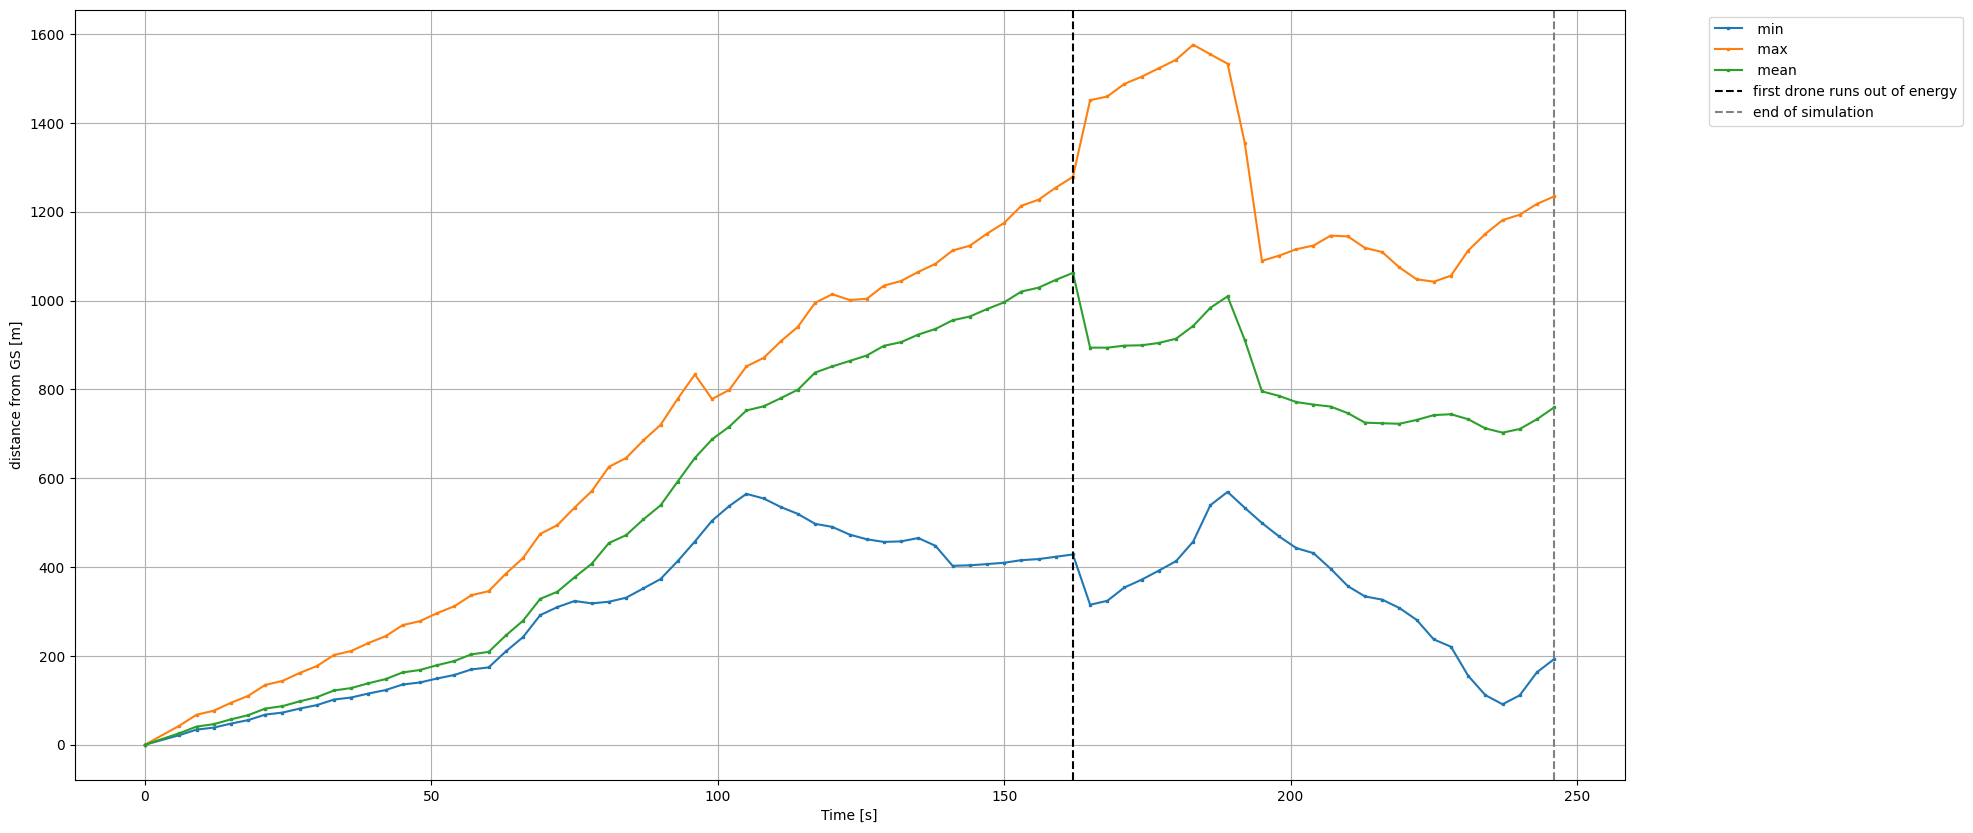 min
max
mean
first drone runs out of energy
end of simulation
distance from GS [m]
1600
1400
1200
1000
800
600
400
200
0
0 50 100 150 200 250
Time [s]